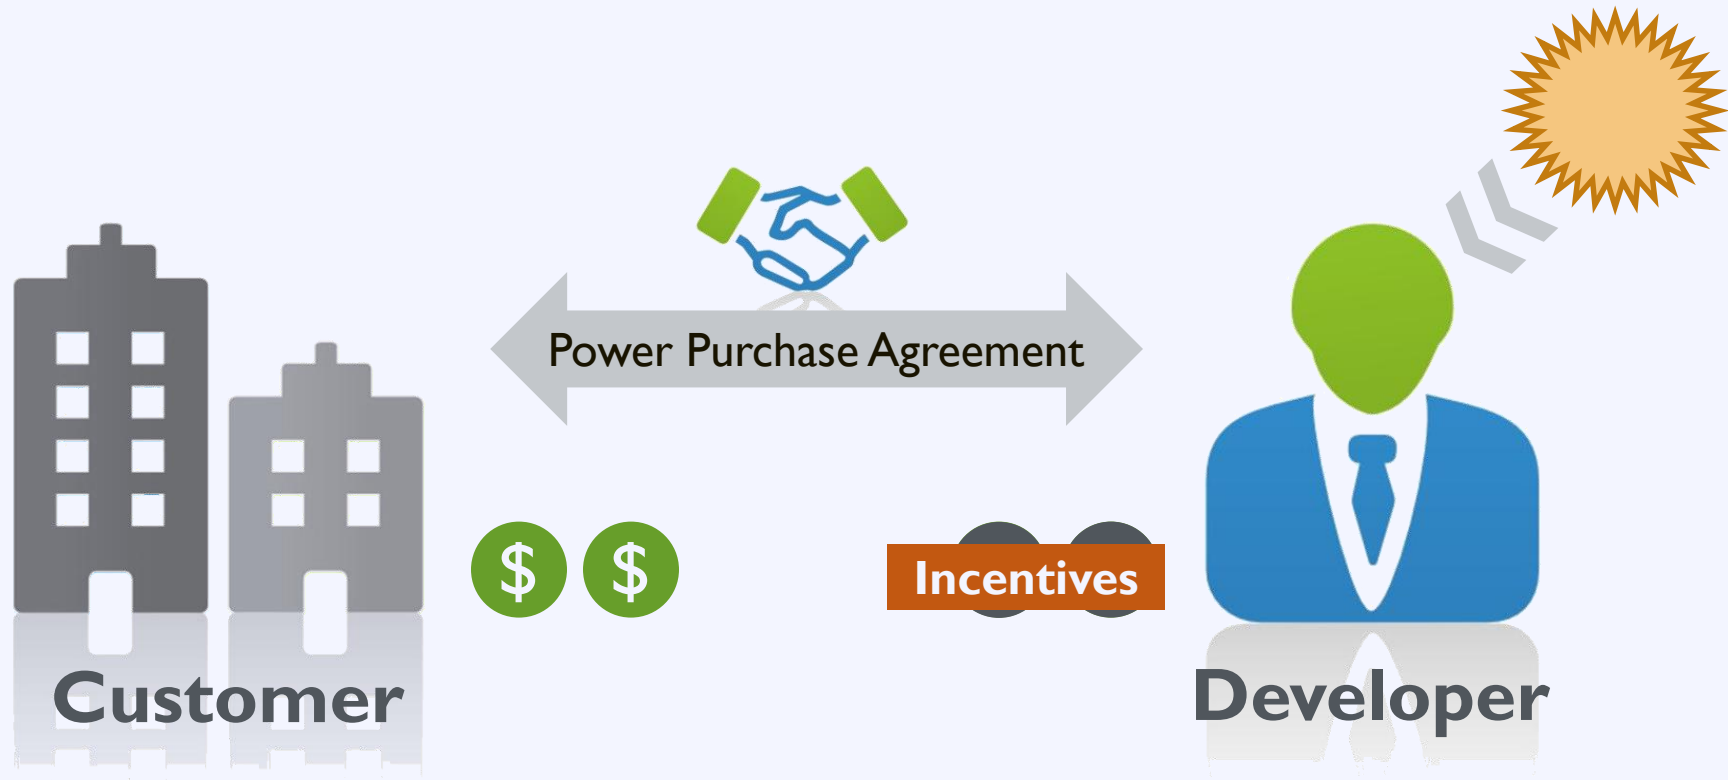 Power Purchase Agreement
$ $
Incentives
Customer
Developer